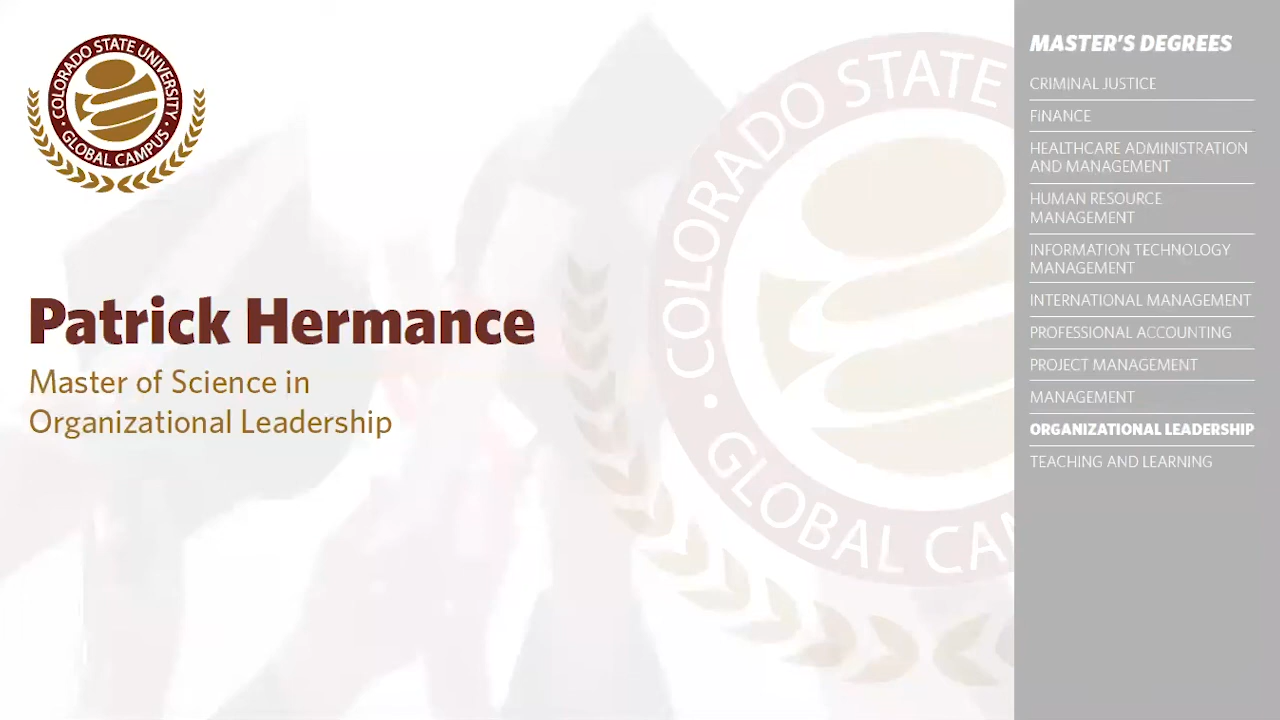 COLORADO STATE UNIVERSITY
· GLOBAL CAMPUS ·
Patrick Hermance
Master of Science in
Organizational Leadership
COLORADO STATE
· GLOBAL CA
MASTER'S DEGREES
CRIMINAL JUSTICE
FINANCE
HEALTHCARE ADMINISTRATION
AND MANAGEMENT
HUMAN RESOURCE
MANAGEMENT
INFORMATION TECHNOLOGY
MANAGEMENT
INTERNATIONAL MANAGEMENT
PROFESSIONAL ACCOUNTING
PROJECT MANAGEMENT
MANAGEMENT
ORGANIZATIONAL LEADERSHIP
TEACHING AND LEARNING